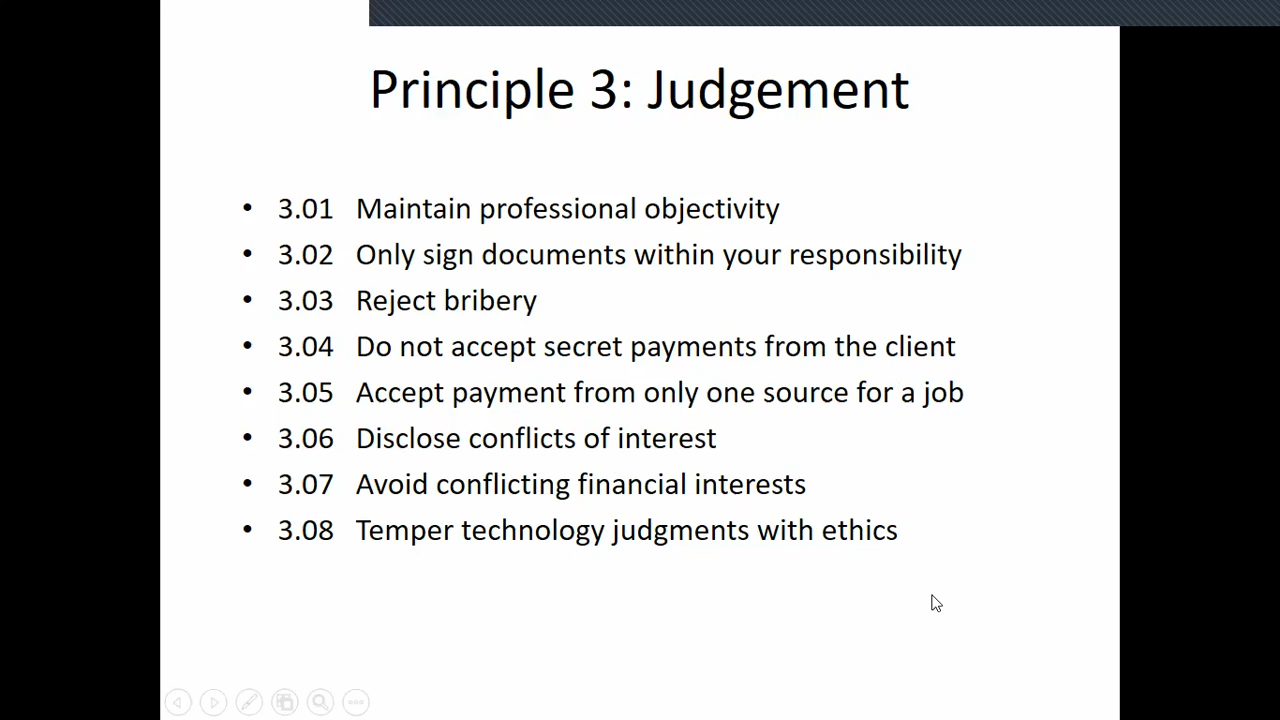 Principle 3: Judgement
• 3.01 Maintain professional objectivity
• 3.02 Only sign documents within your responsibility
• 3.03 Reject bribery
• 3.04 Do not accept secret payments from the client
• 3.05 Accept payment from only one source for a job
• 3.06 Disclose conflicts of interest
• 3.07 Avoid conflicting financial interests
• 3.08 Temper technology judgments with ethics